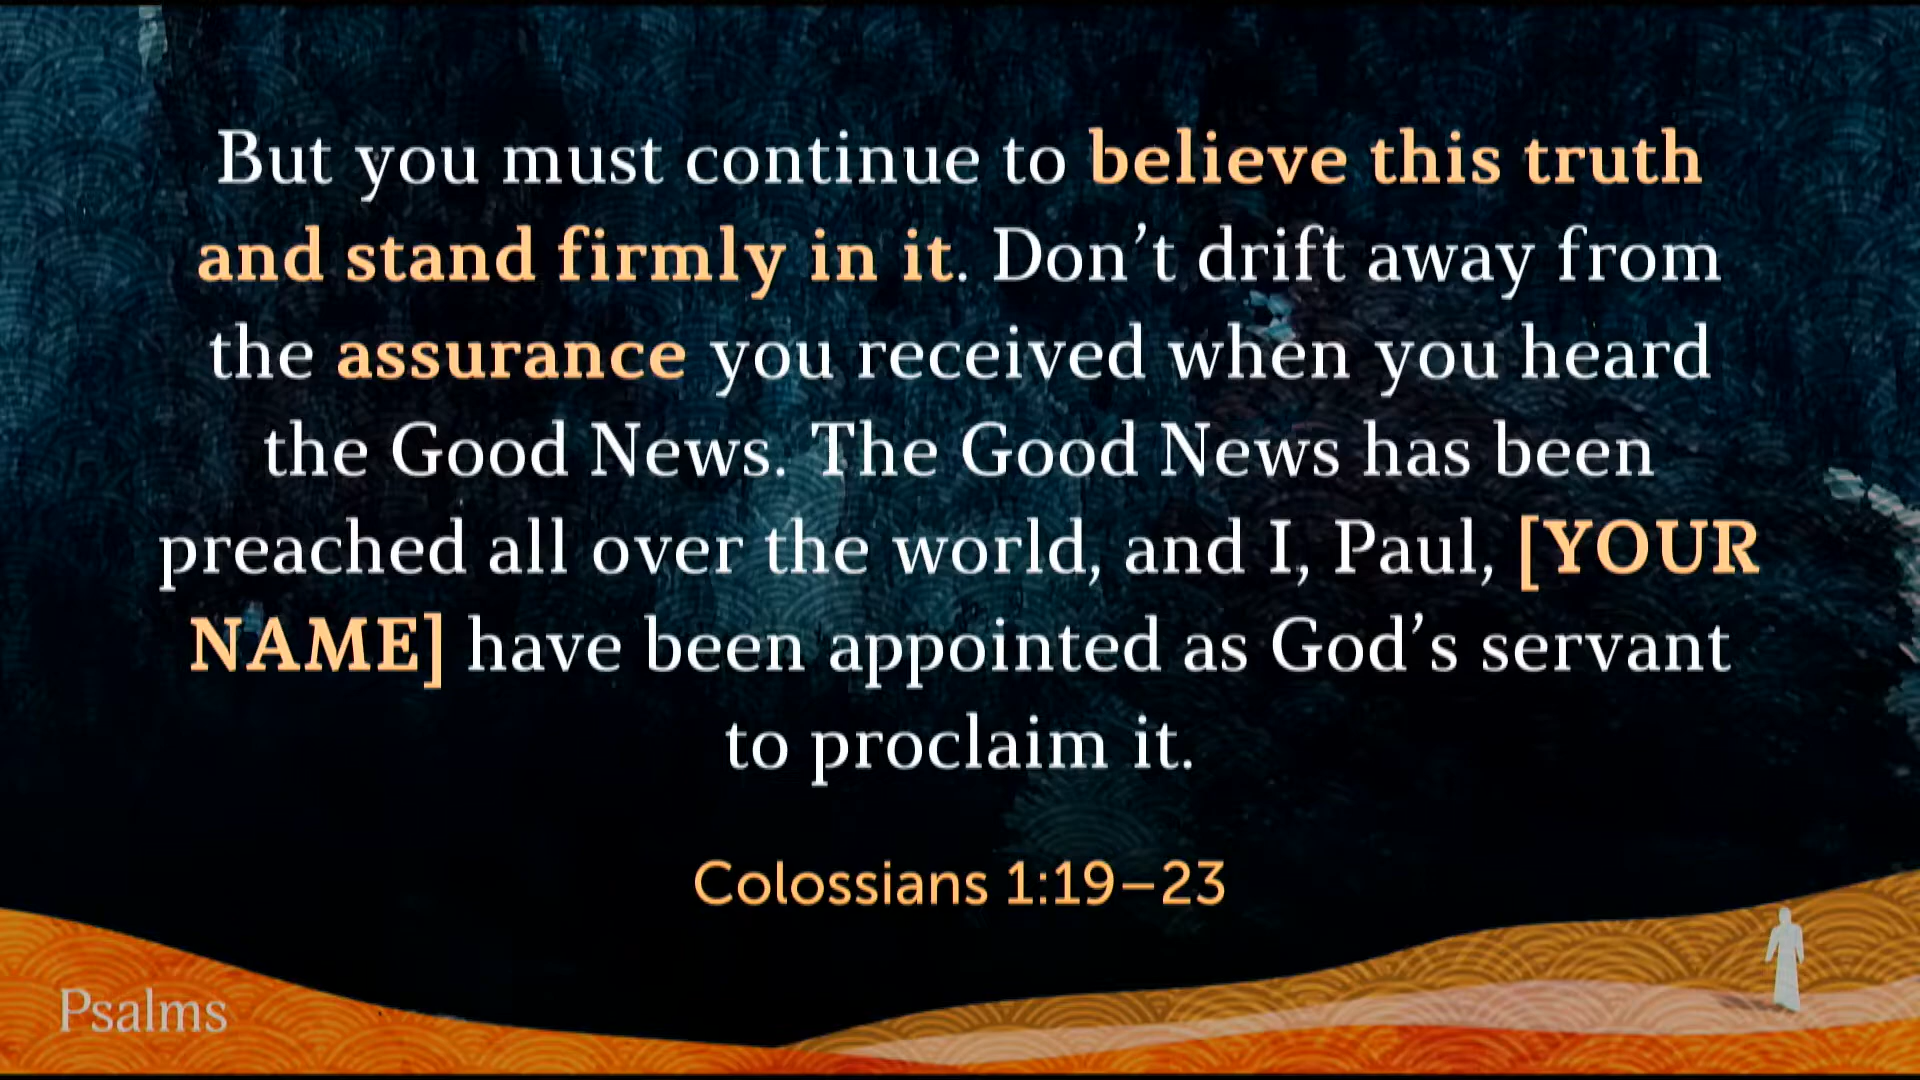 But you must continue to believe this truth
and stand firmly in it. Don’t drift away from
the assurance you received when you heard
the Good News. The Good News has been
preached all over the world, and I, Paul, [YOUR
NAME] have been appointed as God’s servant
to proclaim it.
Colossians 1:19–23
Psalms